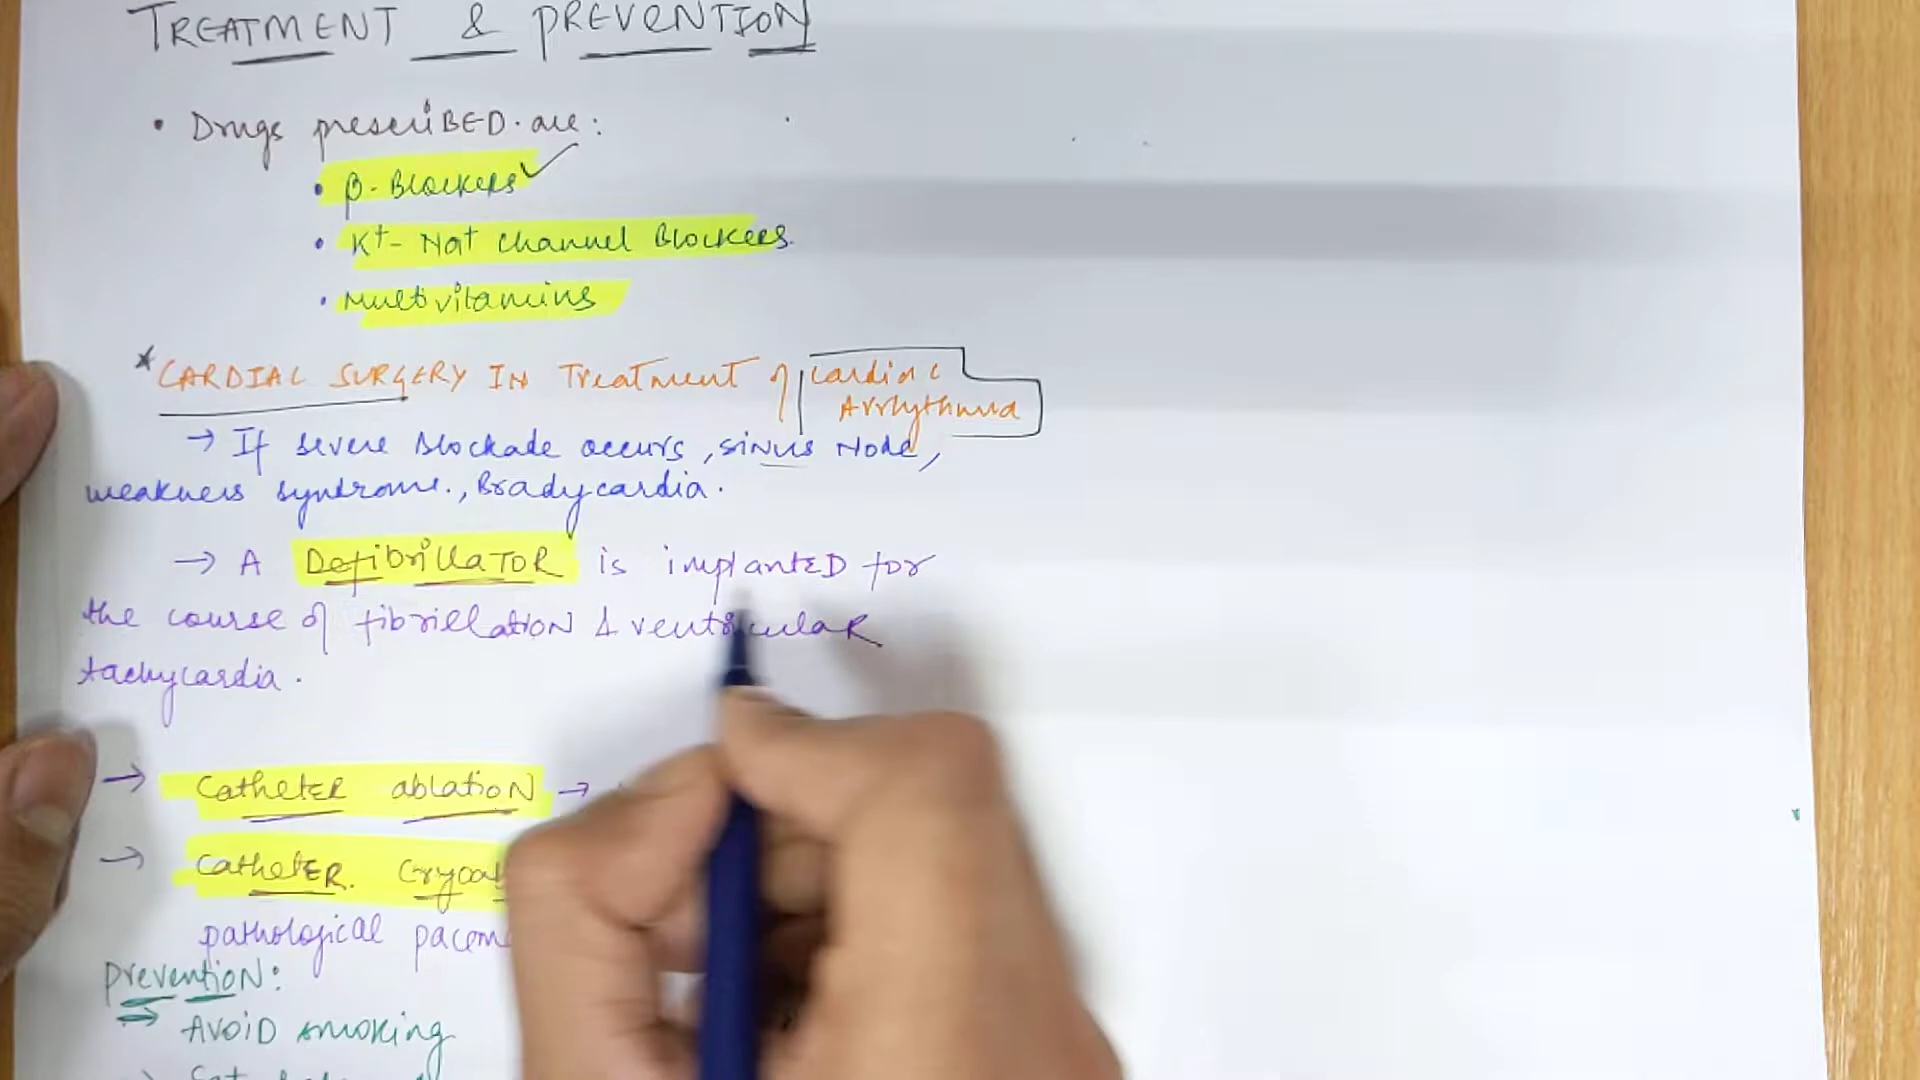 TREATMENT & PREVENTION
• Drugs prescriBED. are:
• β-Blockers
• K+- Na+ channel Blockers.
• Multivitamins
*CARDIAL SURGERY IN Treatment of cardiac
Arrhythmia
→ If severe Blockade occurs, sinus Node,
weakness syndrome., Bradycardia.
→ A DefibrillaTOR is implantED for
the course of fibrillation & ventricular
tachycardia.
→ CatheteR ablation →
→ CatheteR.
pathological
prevention:
⇒ AVOID smoking